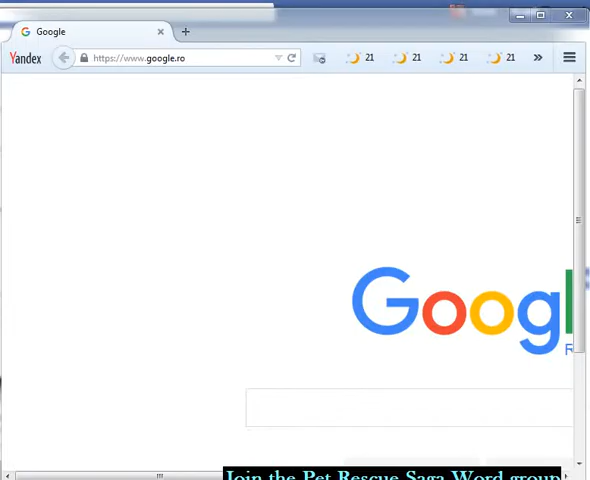 Google
Yandex
https://www.google.ro
21
21
21
21
Googl
R
Join the Pet Rescue Saga Word group